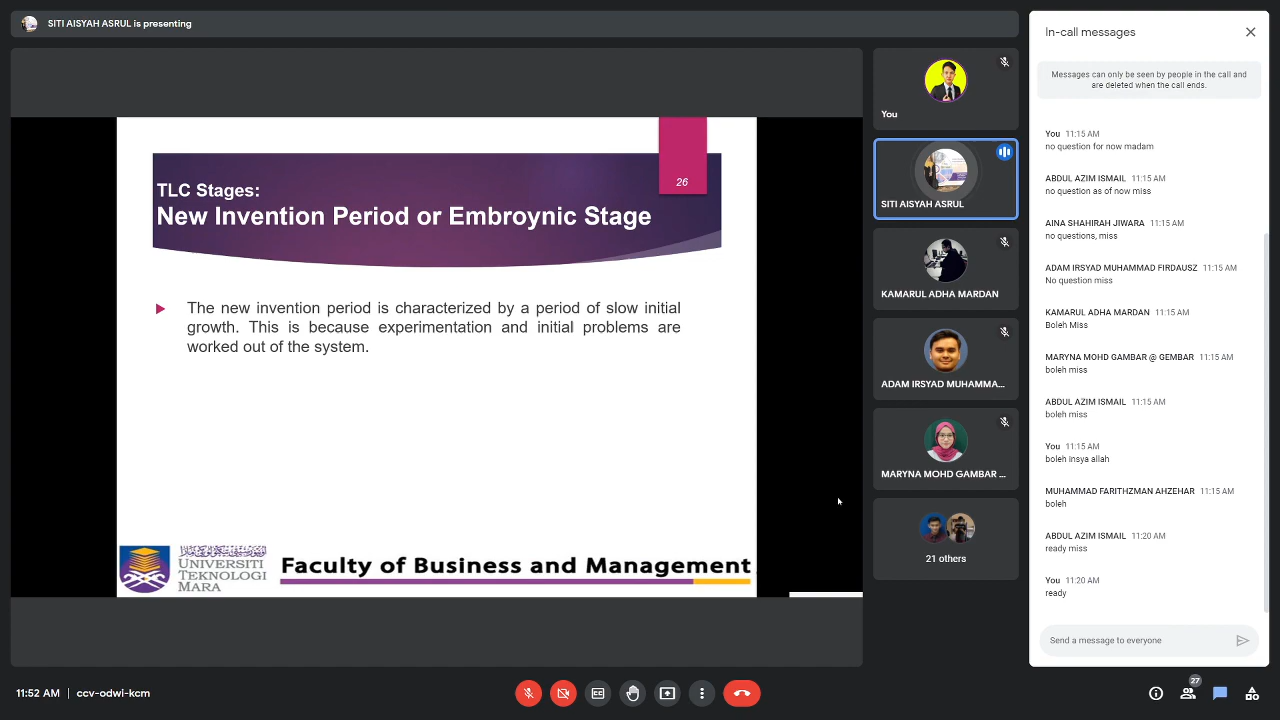 SITI AISYAH ASRUL is presenting
26
TLC Stages:
New Invention Period or Embroynic Stage
The new invention period is characterized by a period of slow initial
growth. This is because experimentation and initial problems are
worked out of the system.
UNIVERSITI
TEKNOLOGI
MARA
Faculty of Business and Management
You
SITI AISYAH ASRUL
KAMARUL ADHA MARDAN
ADAM IRSYAD MUHAMMA...
MARYNA MOHD GAMBAR ...
21 others
In-call messages
Messages can only be seen by people in the call and
are deleted when the call ends.
You 11:15 AM
no question for now madam
ABDUL AZIM ISMAIL 11:15 AM
no question as of now miss
AINA SHAHIRAH JIWARA 11:15 AM
no questions, miss
ADAM IRSYAD MUHAMMAD FIRDAUSZ 11:15 AM
No question miss
KAMARUL ADHA MARDAN 11:15 AM
Boleh Miss
MARYNA MOHD GAMBAR @ GEMBAR 11:15 AM
boleh miss
ABDUL AZIM ISMAIL 11:15 AM
boleh miss
You 11:15 AM
boleh insya allah
MUHAMMAD FARITHZMAN AHZEHAR 11:15 AM
boleh
ABDUL AZIM ISMAIL 11:20 AM
ready miss
You 11:20 AM
ready
Send a message to everyone
11:52 AM | ccv-odwi-kcm
27